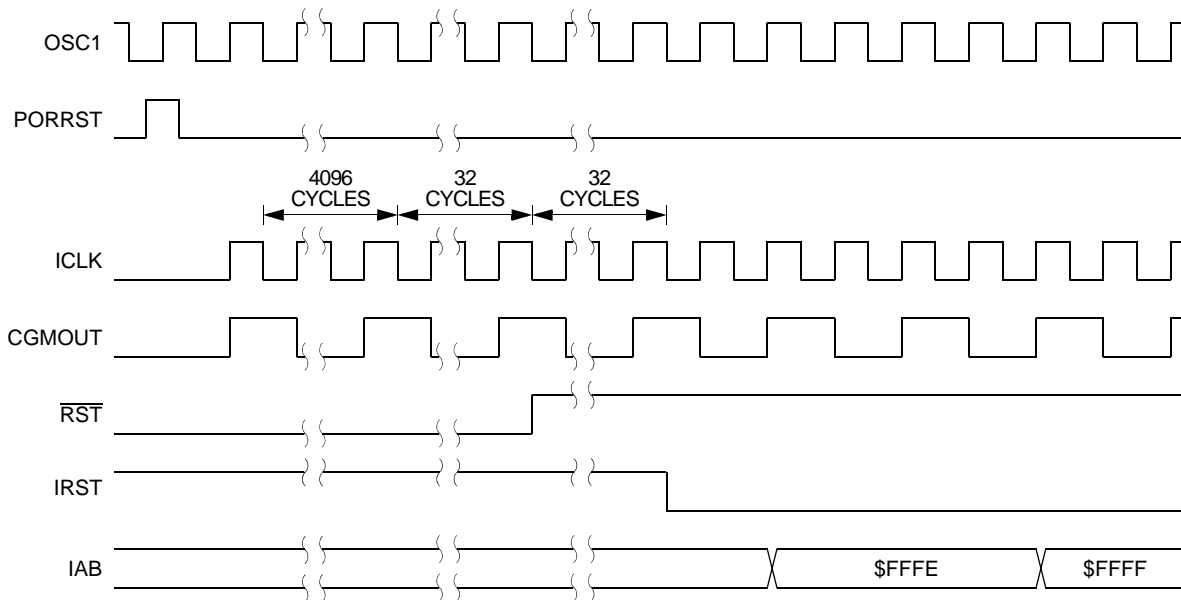 OSC1
PORRST
4096
CYCLES
32
CYCLES
32
CYCLES
ICLK
CGMOUT
RST
IRST
IAB
$FFFE
$FFFF